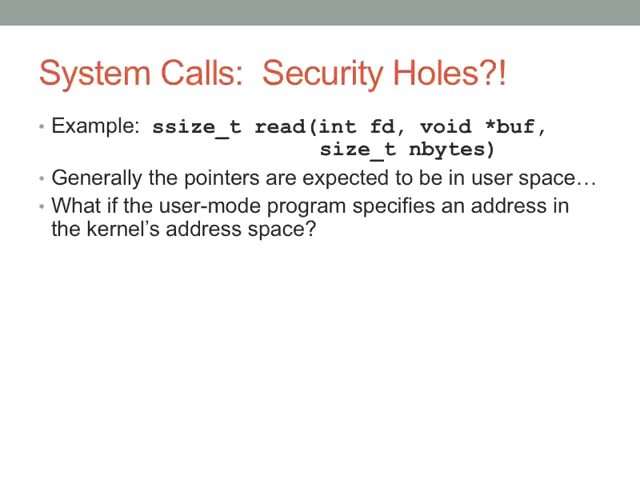 System Calls: Security Holes?!
• Example: ssize_t read(int fd, void *buf,
size_t nbytes)
• Generally the pointers are expected to be in user space…
• What if the user-mode program specifies an address in
the kernel’s address space?